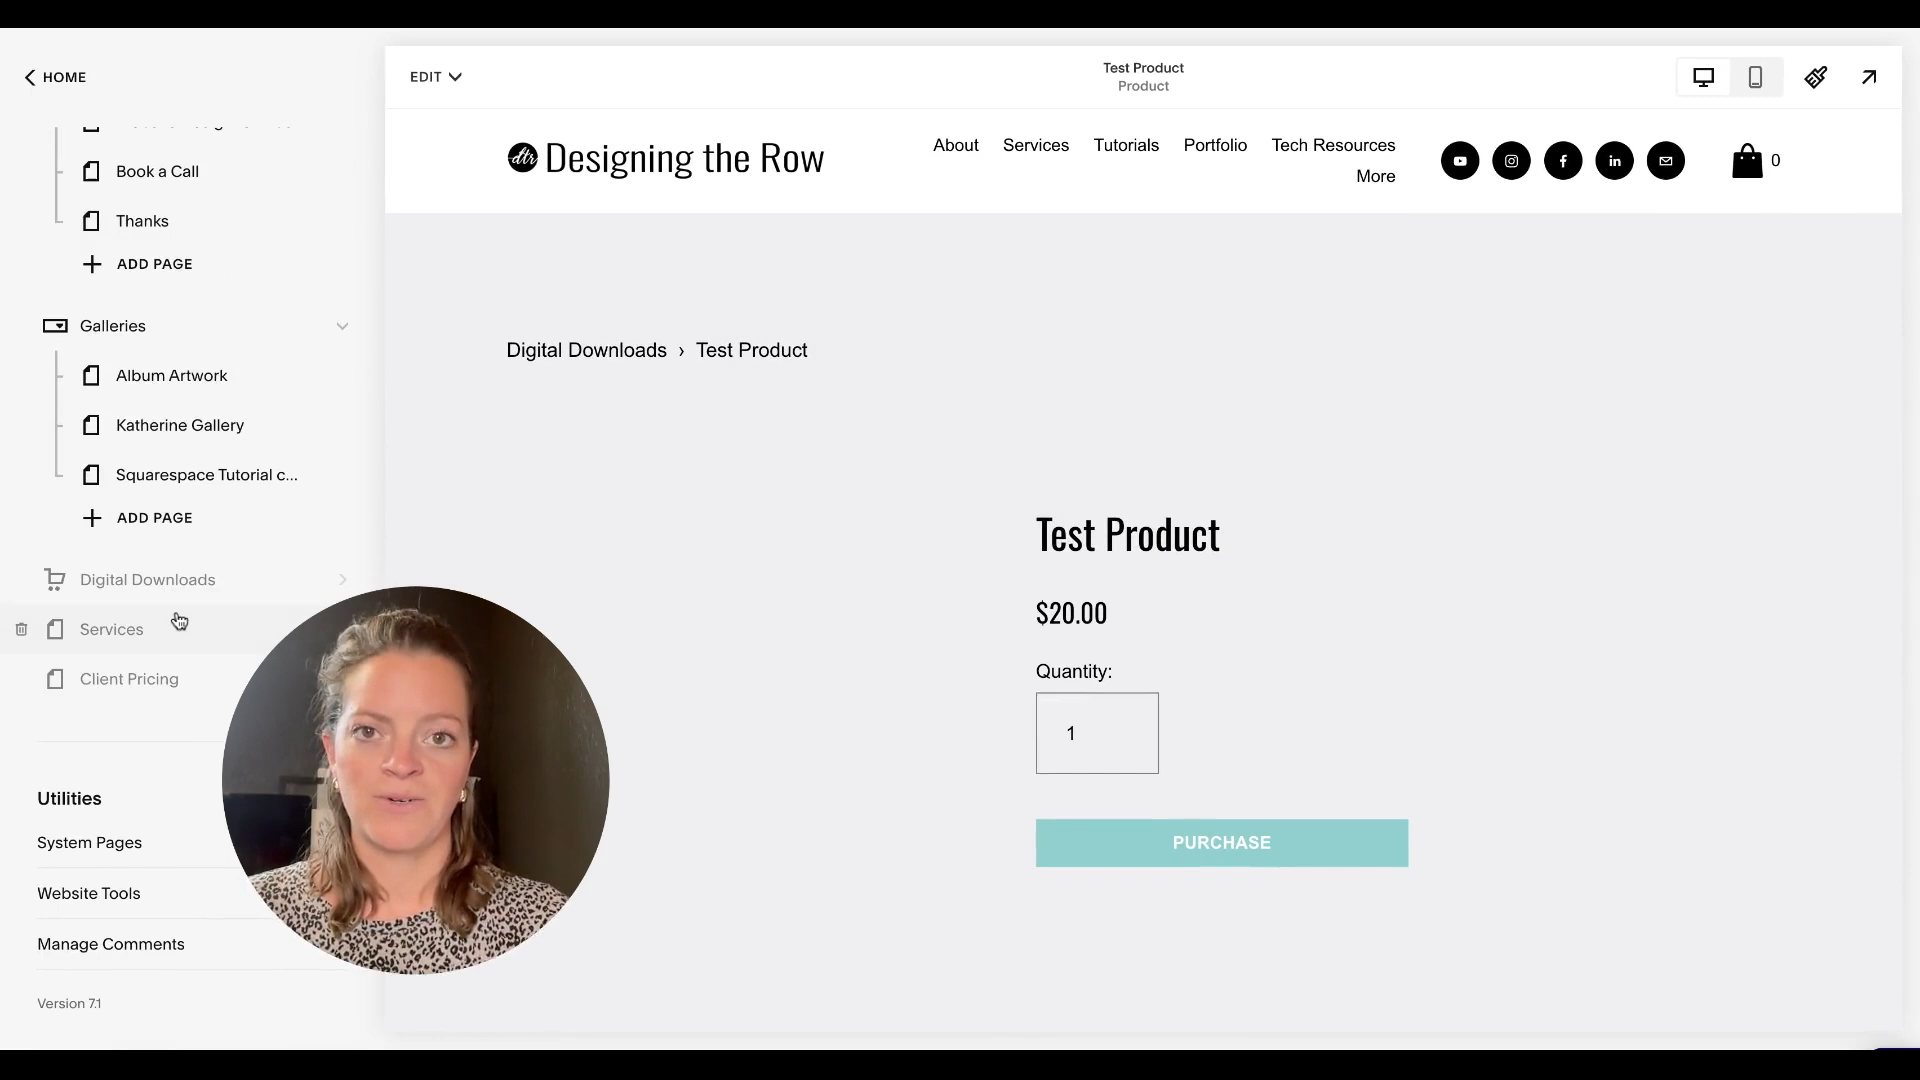 HOME
Book a Call
Thanks
ADD PAGE
Galleries
Album Artwork
Katherine Gallery
Squarespace Tutorial c...
ADD PAGE
Digital Downloads
Services
Client Pricing
Utilities
System Pages
Website Tools
Manage Comments
Version 7.1
EDIT
Test Product
Product
dtr Designing the Row
About Services Tutorials Portfolio Tech Resources
More
0
Digital Downloads › Test Product
Test Product
$20.00
Quantity:
1
PURCHASE